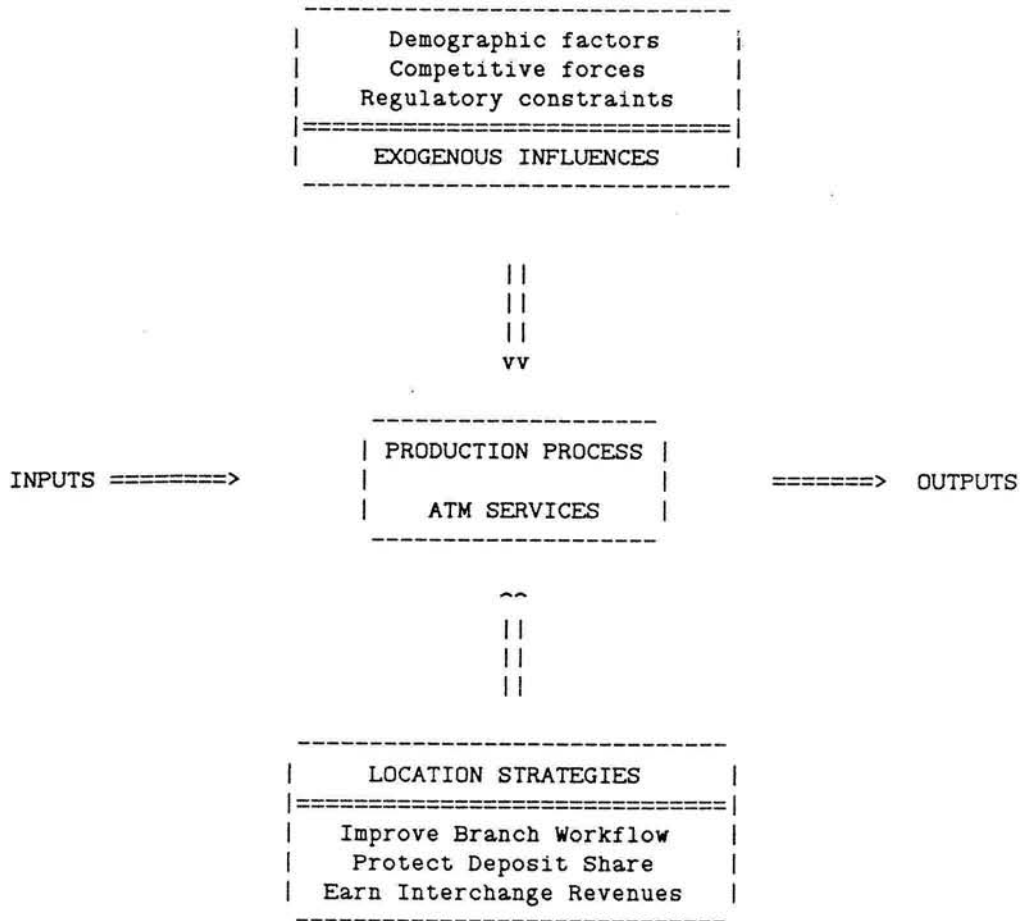 Demographic factors
Competitive forces
Regulatory constraints
EXOGENOUS INFLUENCES
PRODUCTION PROCESS
INPUTS ========> =======> OUTPUTS
ATM SERVICES
LOCATION STRATEGIES
Improve Branch Workflow
Protect Deposit Share
Earn Interchange Revenues